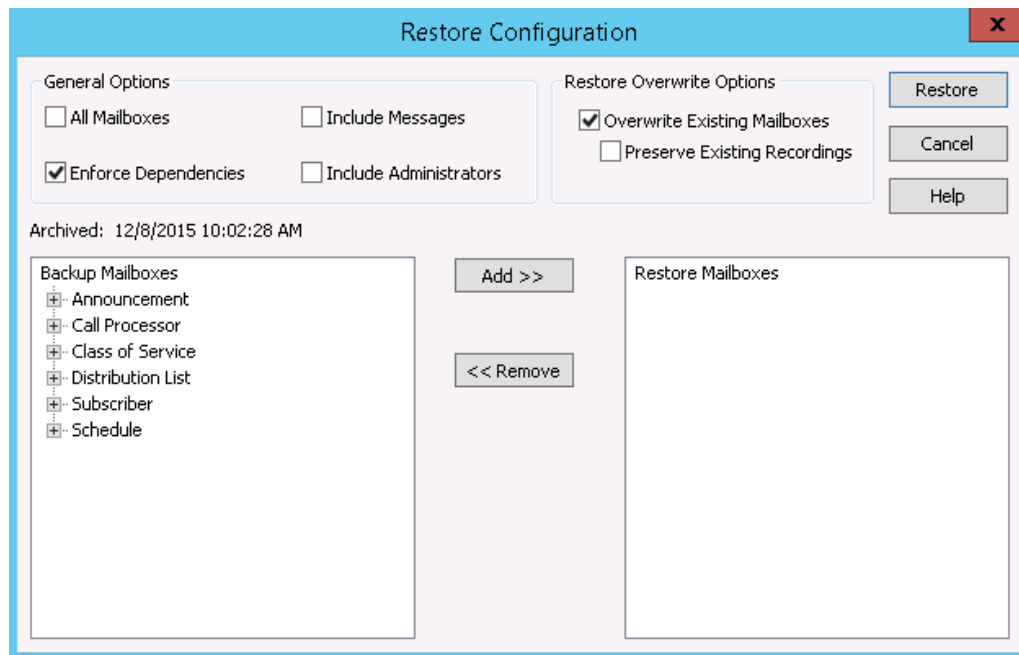 Restore Configuration
x
General Options
All Mailboxes
Include Messages
Enforce Dependencies
Include Administrators
Restore Overwrite Options
Overwrite Existing Mailboxes
Preserve Existing Recordings
Restore
Cancel
Help
Archived: 12/8/2015 10:02:28 AM
Backup Mailboxes
Announcement
Call Processor
Class of Service
Distribution List
Subscriber
Schedule
Add >>
<< Remove
Restore Mailboxes